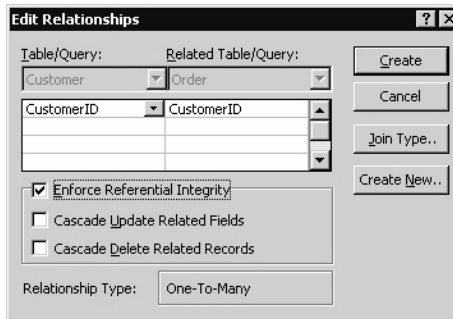 Edit Relationships
Table/Query: Related Table/Query:
Customer Order
CustomerID CustomerID
Enforce Referential Integrity
Cascade Update Related Fields
Cascade Delete Related Records
Relationship Type: One-To-Many
Create
Cancel
Join Type..
Create New..